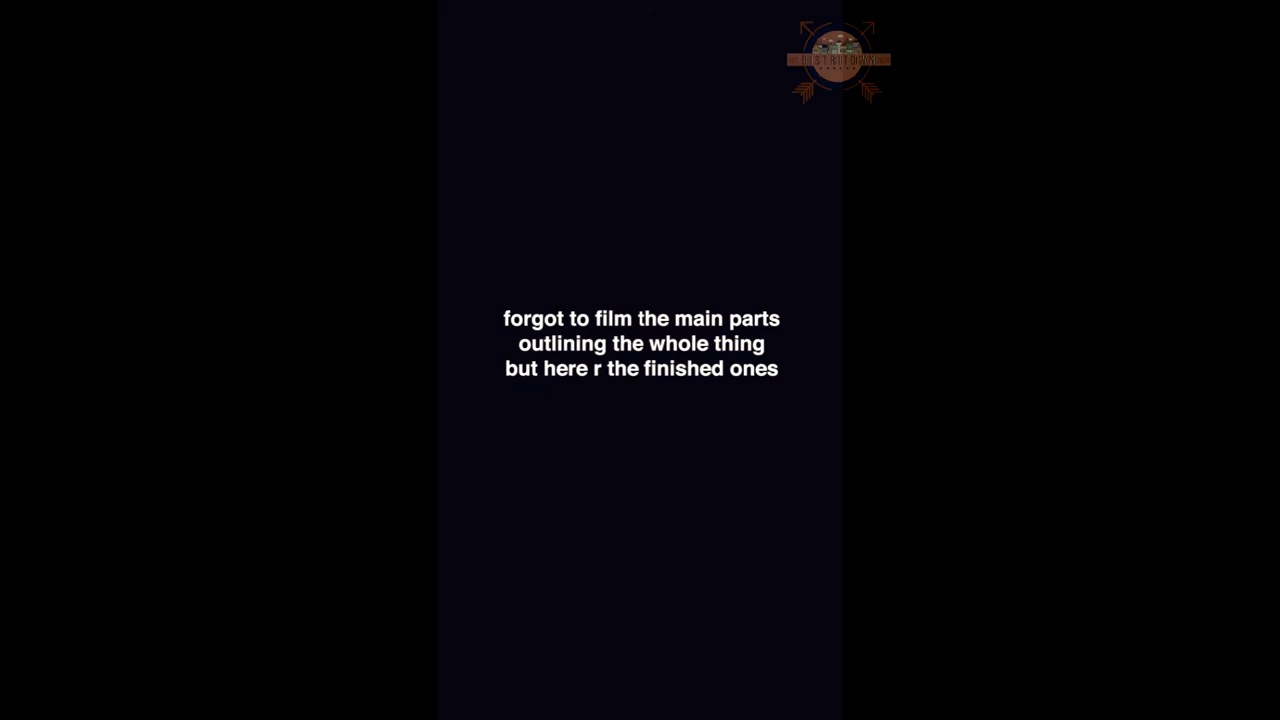 forgot to film the main parts
outlining the whole thing
but here r the finished ones